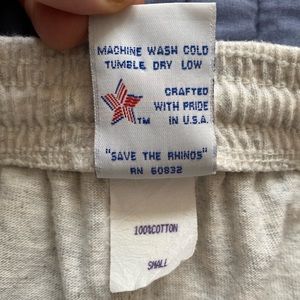 MACHINE WASH COLD
TUMBLE DRY LOW
CRAFTED
WITH PRIDE
TM IN U.S.A.
"SAVE THE RHINOS"
RN 60832
100%COTTON
SMALL